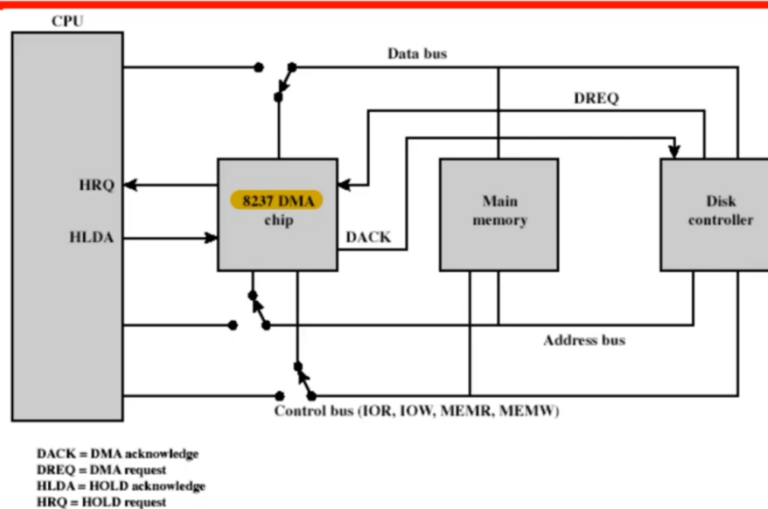 CPU
Data bus
DREQ
HRQ
8237 DMA
chip
Main
memory
Disk
controller
HLDA
DACK
Address bus
Control bus (IOR, IOW, MEMR, MEMW)
DACK = DMA acknowledge
DREQ = DMA request
HLDA = HOLD acknowledge
HRQ = HOLD request